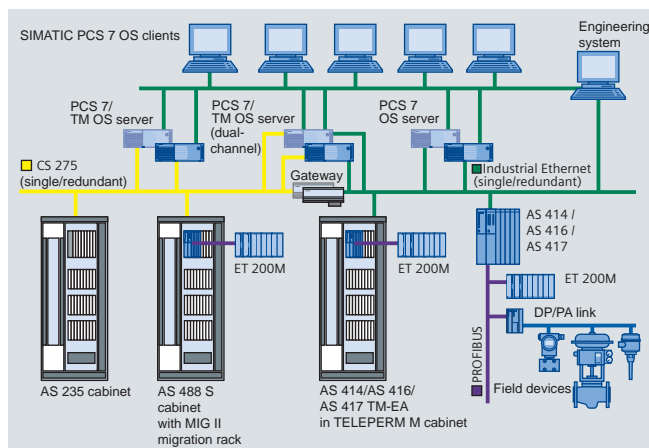 SIMATIC PCS 7 OS clients
Engineering
system
PCS 7/
TM OS server
PCS 7/
TM OS server
(dual-
channel)
PCS 7
OS server
CS 275
(single/redundant)
Gateway
Industrial Ethernet
(single/redundant)
AS 414 /
AS 416 /
AS 417
ET 200M
ET 200M
ET 200M
DP/PA link
PROFIBUS
Field devices
AS 235 cabinet
AS 488 S
cabinet
with MIG II
migration rack
AS 414/AS 416/
AS 417 TM-EA
in TELEPERM M cabinet